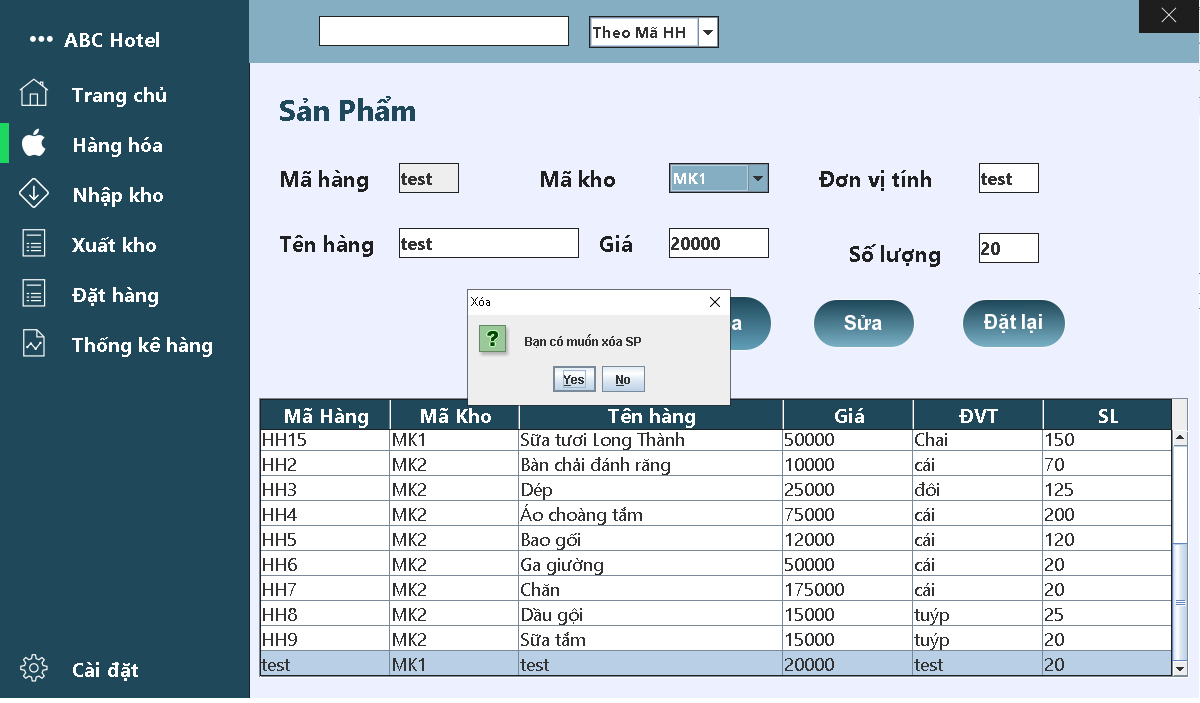 ABC Hotel
Trang chủ
Hàng hóa
Nhập kho
Xuất kho
Đặt hàng
Thống kê hàng
Cài đặt
Theo Mã HH
Sản Phẩm
Mã hàng test Mã kho MK1 Đơn vị tính test
Tên hàng test Giá 20000 Số lượng 20
a Sửa Đặt lại
Xóa
Bạn có muốn xóa SP
Yes No
Mã Hàng Mã Kho Tên hàng Giá ĐVT SL
HH15 MK1 Sữa tươi Long Thành 50000 Chai 150
HH2 MK2 Bàn chải đánh răng 10000 cái 70
HH3 MK2 Dép 25000 đôi 125
HH4 MK2 Áo choàng tắm 75000 cái 200
HH5 MK2 Bao gối 12000 cái 120
HH6 MK2 Ga giường 50000 cái 20
HH7 MK2 Chăn 175000 cái 20
HH8 MK2 Dầu gội 15000 tuýp 25
HH9 MK2 Sữa tắm 15000 tuýp 20
test MK1 test 20000 test 20